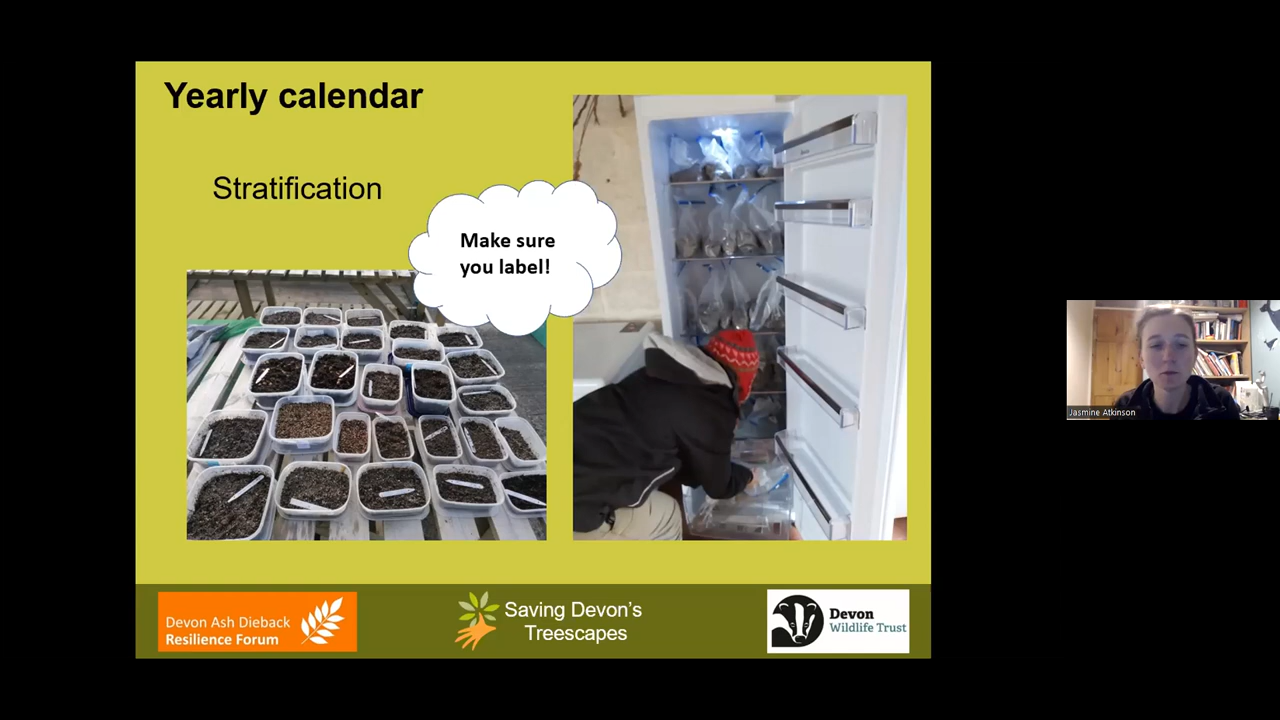 Yearly calendar
Stratification
Make sure
you label!
Devon Ash Dieback
Resilience Forum
Saving Devon's
Treescapes
Devon
Wildlife Trust
Jasmine Atkinson